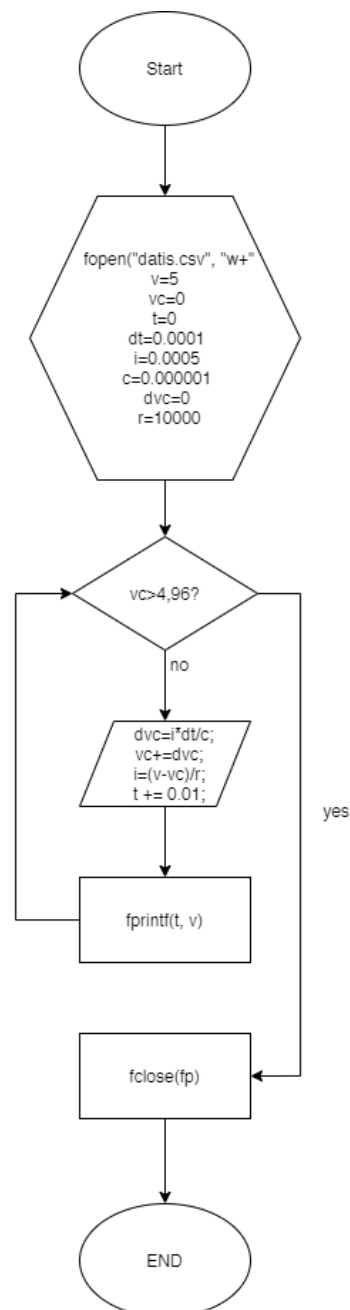 Start
fopen("datis.csv", "w+"
v=5
vc=0
t=0
dt=0.0001
i=0.0005
c=0.000001
dvc=0
r=10000
vc>4,96?
no
dvc=i*dt/c;
vc+=dvc;
i=(v-vc)/r;
t += 0.01;
yes
fprintf(t, v)
fclose(fp)
END